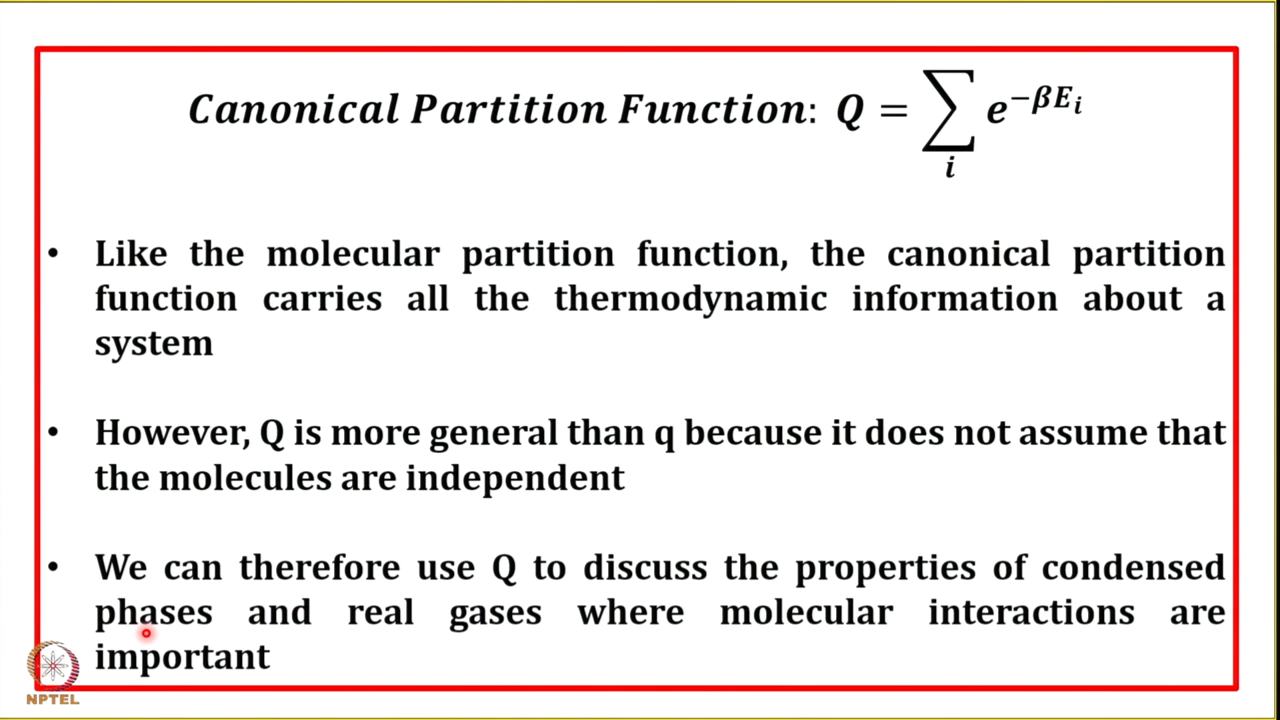 Canonical Partition Function: Q = ∑ᵢ e^{−βEᵢ}
• Like the molecular partition function, the canonical partition
function carries all the thermodynamic information about a
system
• However, Q is more general than q because it does not assume that
the molecules are independent
• We can therefore use Q to discuss the properties of condensed
phases and real gases where molecular interactions are
important
NPTEL